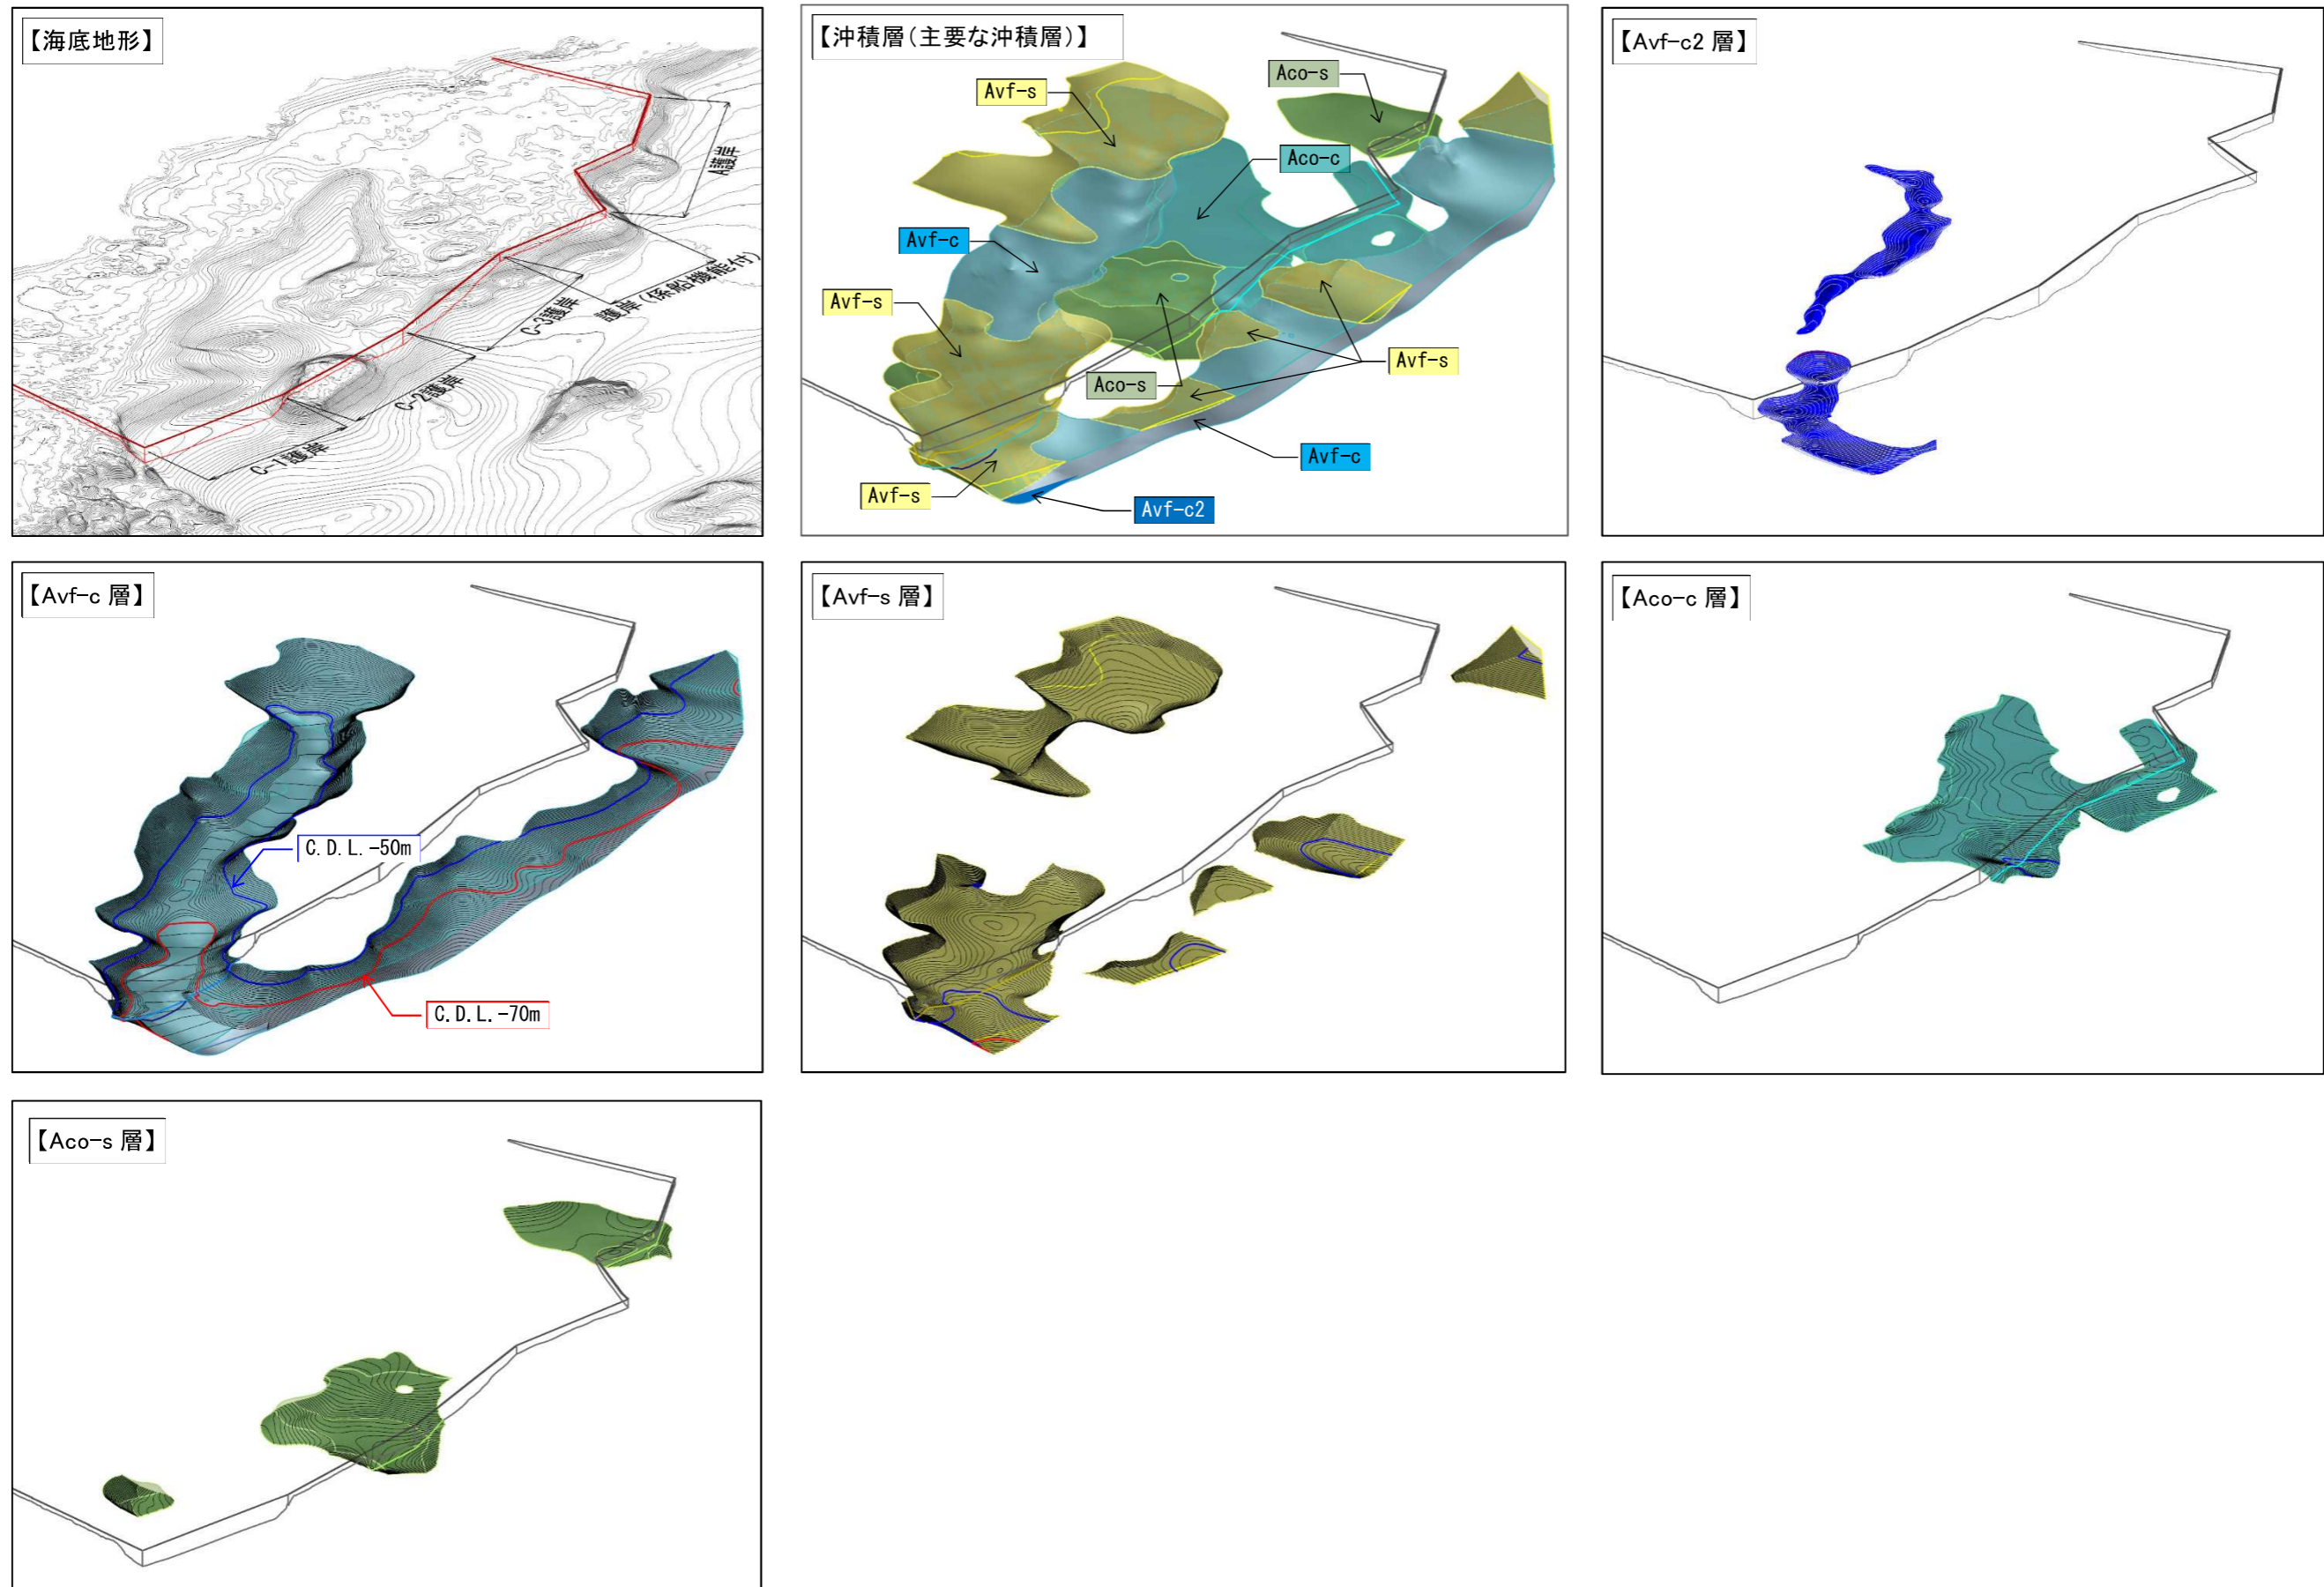 【海底地形】
A護岸
護岸(係船機能付)
C-3護岸
C-2護岸
C-1護岸
【沖積層(主要な沖積層)】
Aco-s
Avf-s
Aco-c
Avf-c
Avf-s
Avf-s
Aco-s
Avf-c
Avf-s
Avf-c2
【Avf-c2 層】
【Avf-c 層】
C.D.L.-50m
C.D.L.-70m
【Avf-s 層】
【Aco-c 層】
【Aco-s 層】